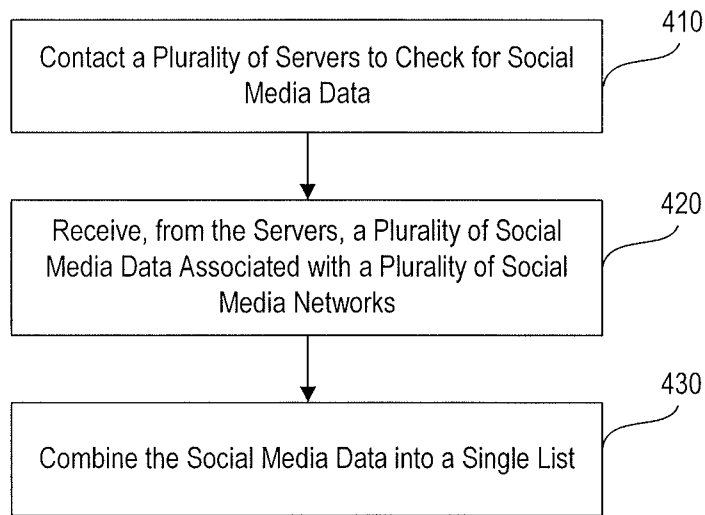 410
Contact a Plurality of Servers to Check for Social
Media Data
420
Receive, from the Servers, a Plurality of Social
Media Data Associated with a Plurality of Social
Media Networks
430
Combine the Social Media Data into a Single List